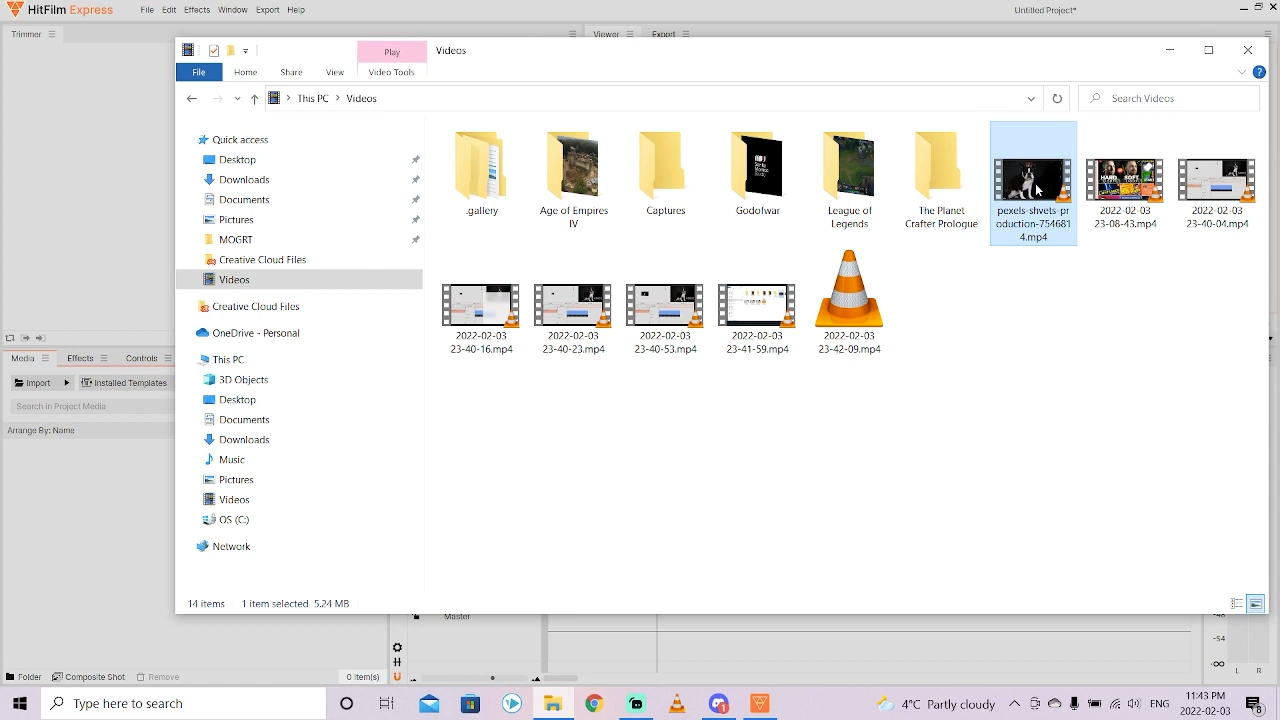 HitFilm Express
File Edit Effects Window Export Help
Untitled Project*
Trimmer
Viewer Export
Play
Videos
File Home Share View Video Tools
This PC > Videos
Search Videos
Quick access
Desktop
Downloads
Documents
Pictures
MOGRT
Creative Cloud Files
Videos
Creative Cloud Files
OneDrive - Personal
This PC
3D Objects
Desktop
Documents
Downloads
Music
Pictures
Videos
OS (C:)
Network
.gallery
Age of Empires
IV
Captures
Godofwar
League of
Legends
The Planet
Crafter Prologue
pexels-shvets-pr
oduction-754681
4.mp4
2022-02-03
23-08-43.mp4
2022-02-03
23-40-04.mp4
2022-02-03
23-40-16.mp4
2022-02-03
23-40-23.mp4
2022-02-03
23-40-53.mp4
2022-02-03
23-41-59.mp4
2022-02-03
23-42-09.mp4
14 items 1 item selected 5.24 MB
Media Effects Controls
Import Installed Templates
Search in Project Media
Arrange By: Name
Master
-54
-∞
L R
Folder Composite Shot Remove 0 Item(s)
Type here to search
4°C Partly cloudy
ENG
11:43 PM
2022-02-03
8